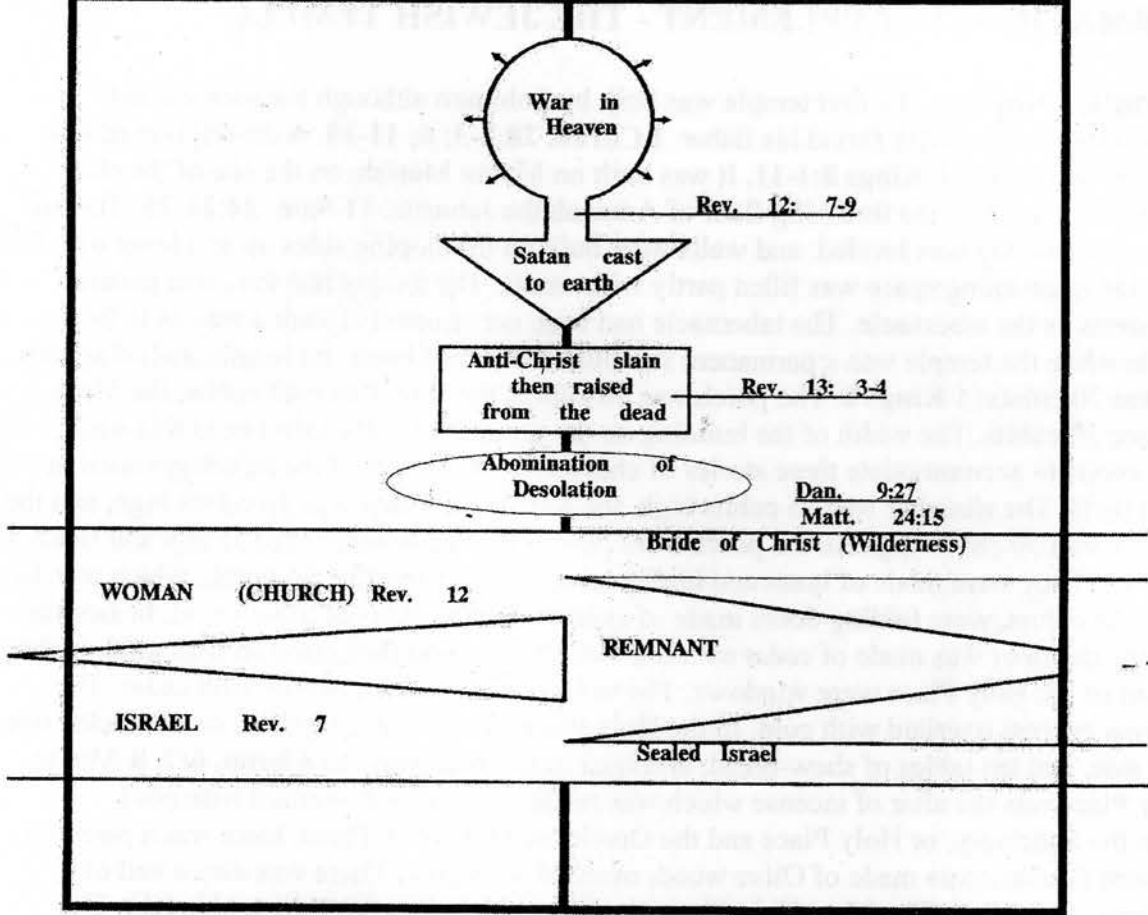 War in
Heaven
Rev. 12: 7-9
Satan cast
to earth
Anti-Christ slain
then raised
from the dead
Rev. 13: 3-4
Abomination of
Desolation
Dan. 9:27
Matt. 24:15
Bride of Christ (Wilderness)
WOMAN (CHURCH) Rev. 12
REMNANT
ISRAEL Rev. 7
Sealed Israel